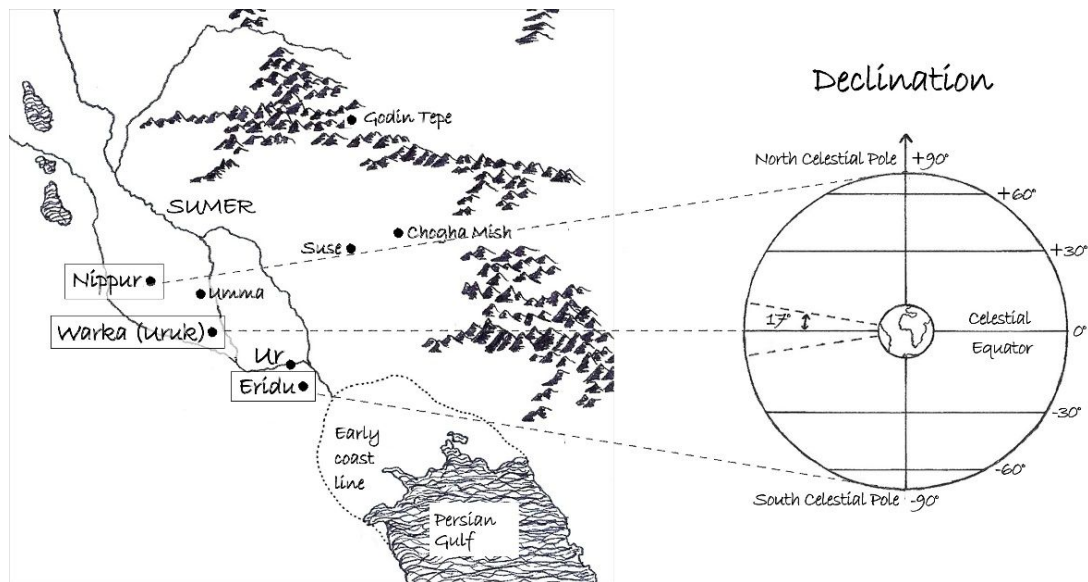 Declination
Godin Tepe
North Celestial Pole +90°
+60°
SUMER
Chogha Mish
Suse
+30°
Nippur
Umma
17°
Warka (Uruk)
Celestial
0°
Equator
Ur
Eridu
-30°
Early
coast
line
-60°
South Celestial Pole -90°
Persian
Gulf